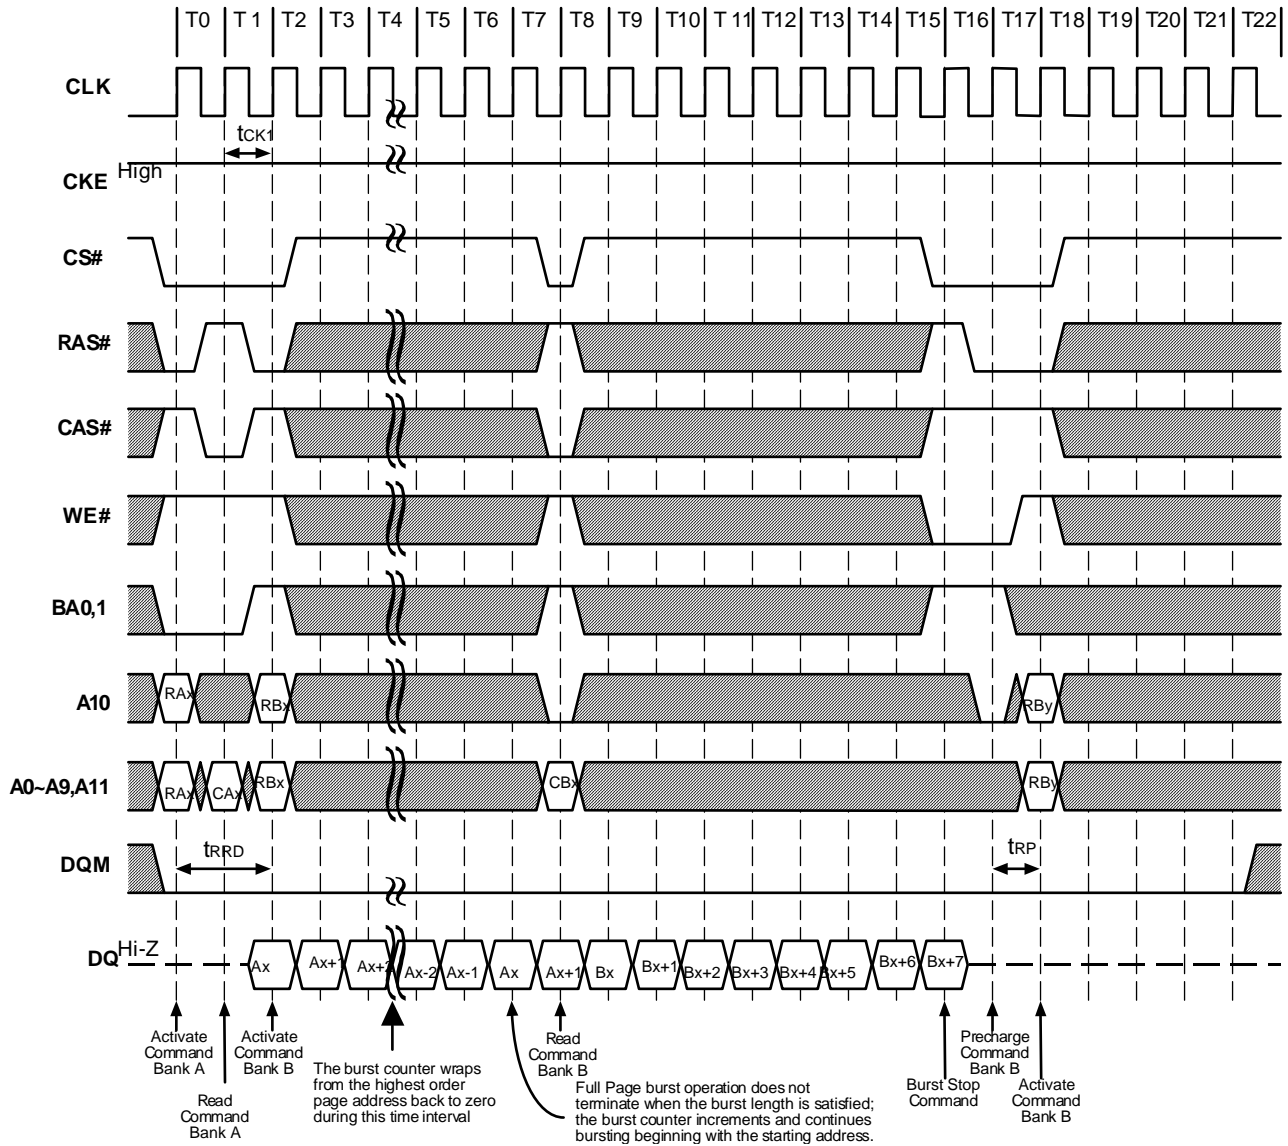 T0 T 1 T2 T3 T4 T5 T6 T7 T8 T9 T10 T 11 T12 T13 T14 T15 T16 T17 T18 T19 T20 T21 T22
CLK
tCK1
High
CKE
CS#
RAS#
CAS#
WE#
BA0,1
A10
RAx
RBx
RBy
A0~A9,A11
RAx
CAx
RBx
CBx
RBy
DQM
tRRD
tRP
Hi-Z
DQ
Ax Ax+1 Ax+2 Ax-2 Ax-1 Ax Ax+1 Bx Bx+1 Bx+2 Bx+3 Bx+4 Bx+5 Bx+6 Bx+7
Activate
Command
Bank A
Read
Command
Bank A
Activate
Command
Bank B
The burst counter wraps
from the highest order
page address back to zero
during this time interval
Full Page burst operation does not
terminate when the burst length is satisfied;
the burst counter increments and continues
bursting beginning with the starting address.
Read
Command
Bank B
Burst Stop
Command
Precharge
Command
Bank B
Activate
Command
Bank B